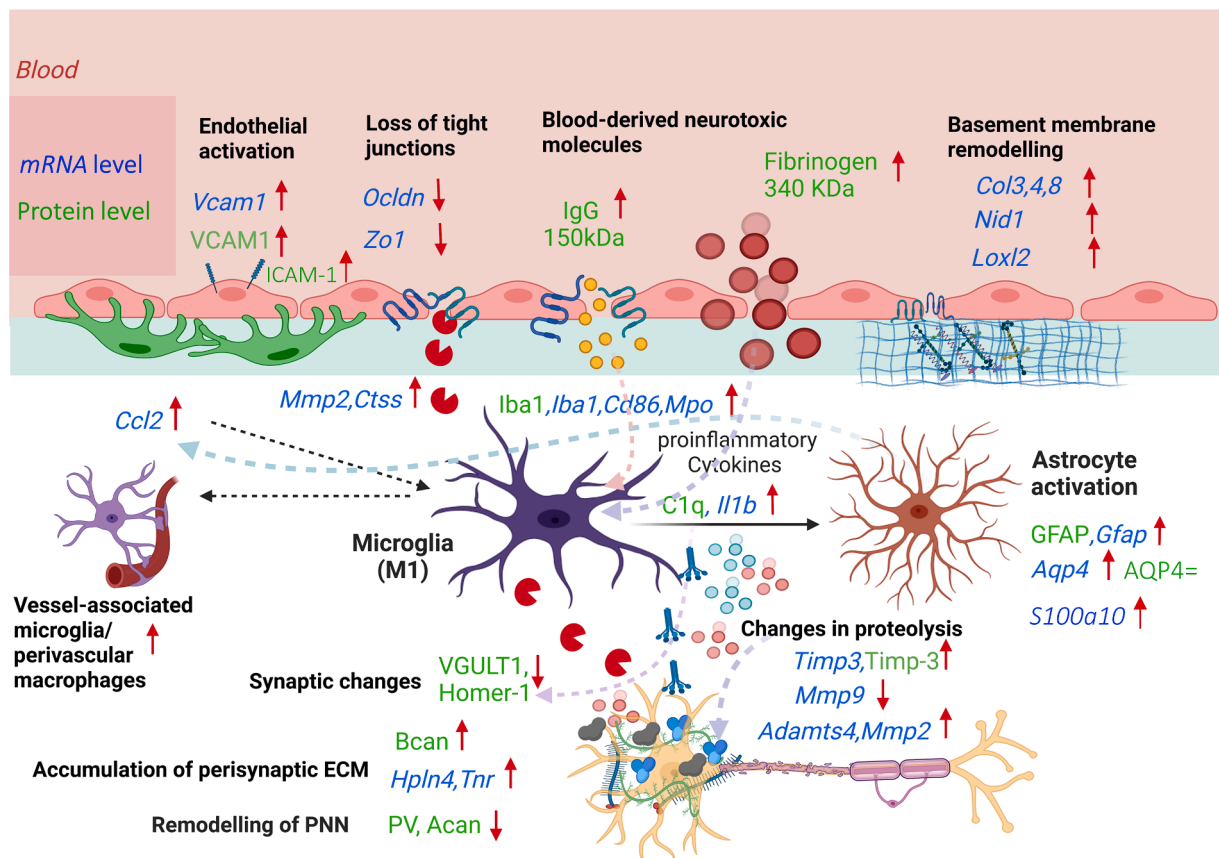 Blood
mRNA level
Protein level
Endothelial
activation
Vcam1
VCAM1
ICAM-1
Loss of tight
junctions
Ocldn
Zo1
Blood-derived neurotoxic
molecules
IgG
150kDa
Fibrinogen
340 KDa
Basement membrane
remodelling
Col3,4,8
Nid1
Loxl2
Ccl2
Mmp2,Ctss
Iba1,Iba1,Cd86,Mpo
proinflammatory
Cytokines
C1q, Il1b
Microglia
(M1)
Astrocyte
activation
GFAP,Gfap
Aqp4 AQP4=
S100a10
Vessel-associated
microglia/
perivascular
macrophages
Synaptic changes
VGULT1,
Homer-1
Changes in proteolysis
Timp3,Timp-3
Mmp9
Adamts4,Mmp2
Accumulation of perisynaptic ECM
Bcan
Hpln4,Tnr
Remodelling of PNN
PV, Acan